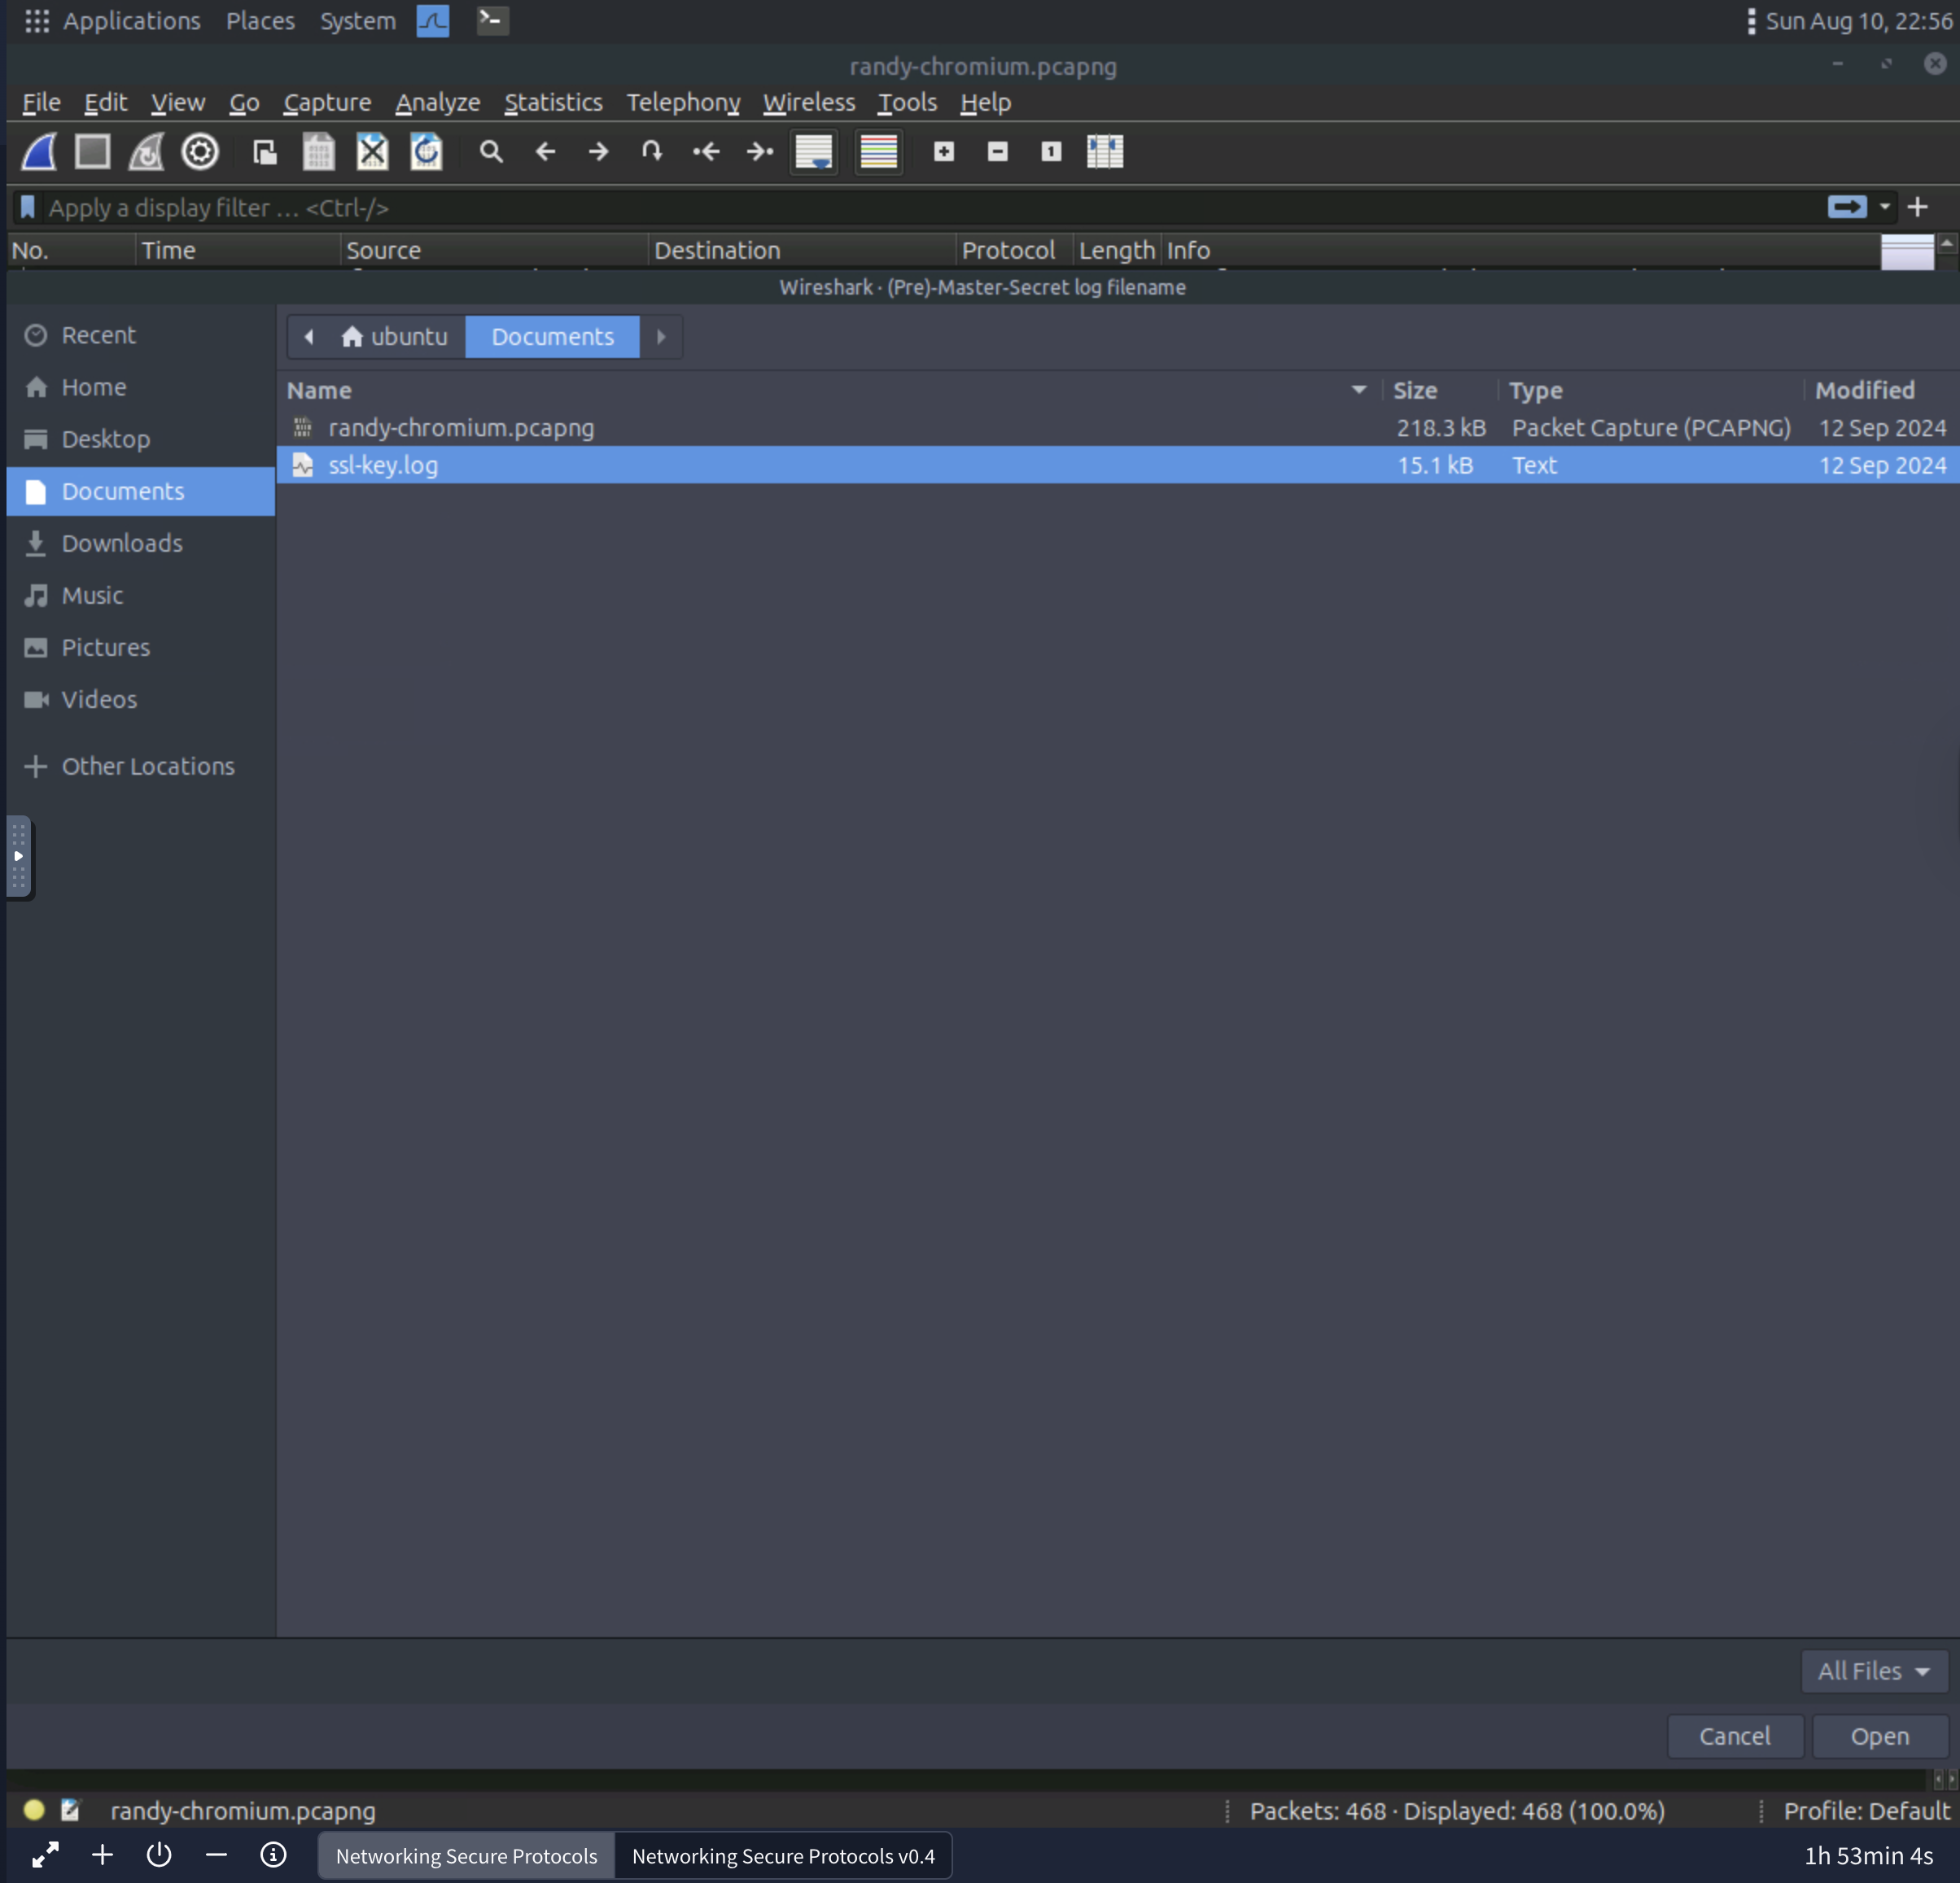 Applications Places System Sun Aug 10, 22:56
randy-chromium.pcapng
File Edit View Go Capture Analyze Statistics Telephony Wireless Tools Help
Apply a display filter … <Ctrl-/>
No. Time Source Destination Protocol Length Info
Wireshark · (Pre)-Master-Secret log filename
Recent
ubuntu Documents
Home
Name Size Type Modified
randy-chromium.pcapng 218.3 kB Packet Capture (PCAPNG) 12 Sep 2024
Desktop
ssl-key.log 15.1 kB Text 12 Sep 2024
Documents
Downloads
Music
Pictures
Videos
Other Locations
All Files
Cancel Open
randy-chromium.pcapng Packets: 468 · Displayed: 468 (100.0%) Profile: Default
Networking Secure Protocols Networking Secure Protocols v0.4 1h 53min 4s